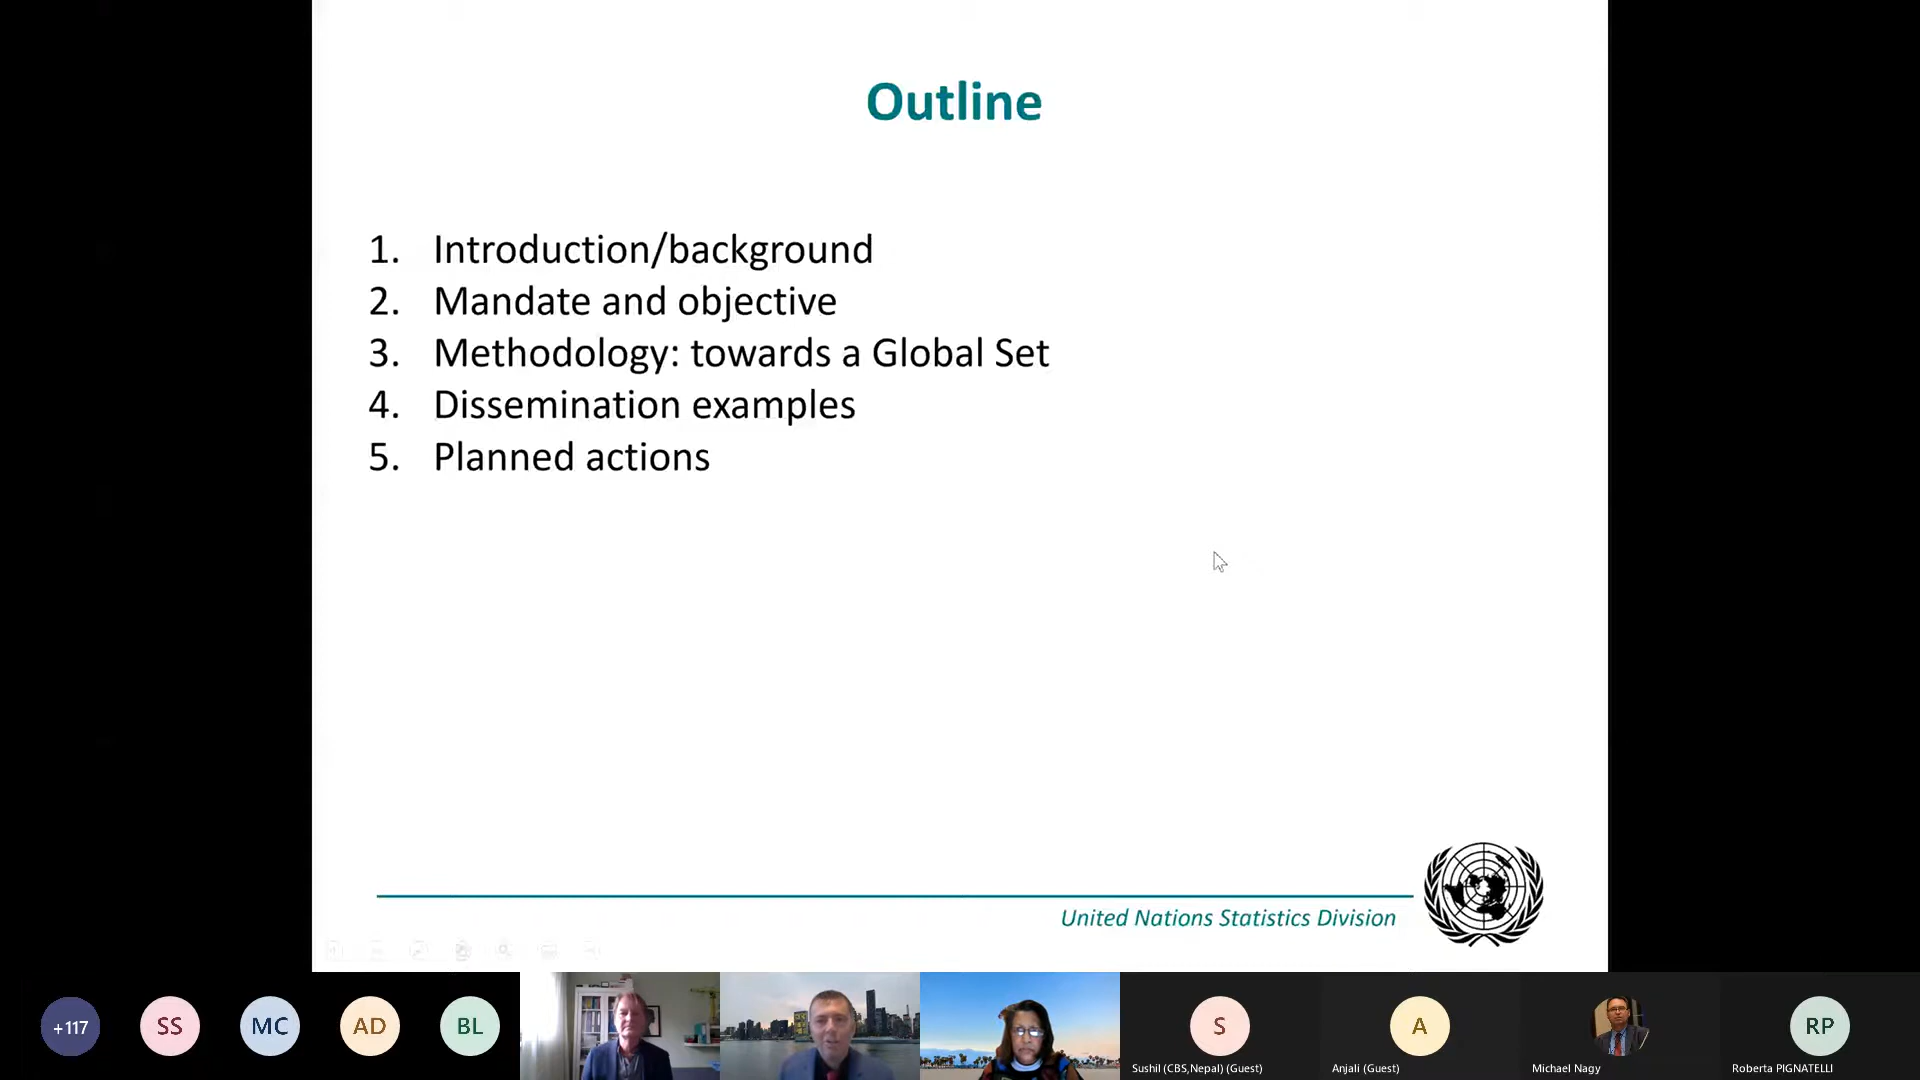 Outline
1. Introduction/background
2. Mandate and objective
3. Methodology: towards a Global Set
4. Dissemination examples
5. Planned actions
United Nations Statistics Division
+117
SS
MC
AD
BL
S
A
RP
Sushil (CBS,Nepal) (Guest)
Anjali (Guest)
Michael Nagy
Roberta PIGNATELLI